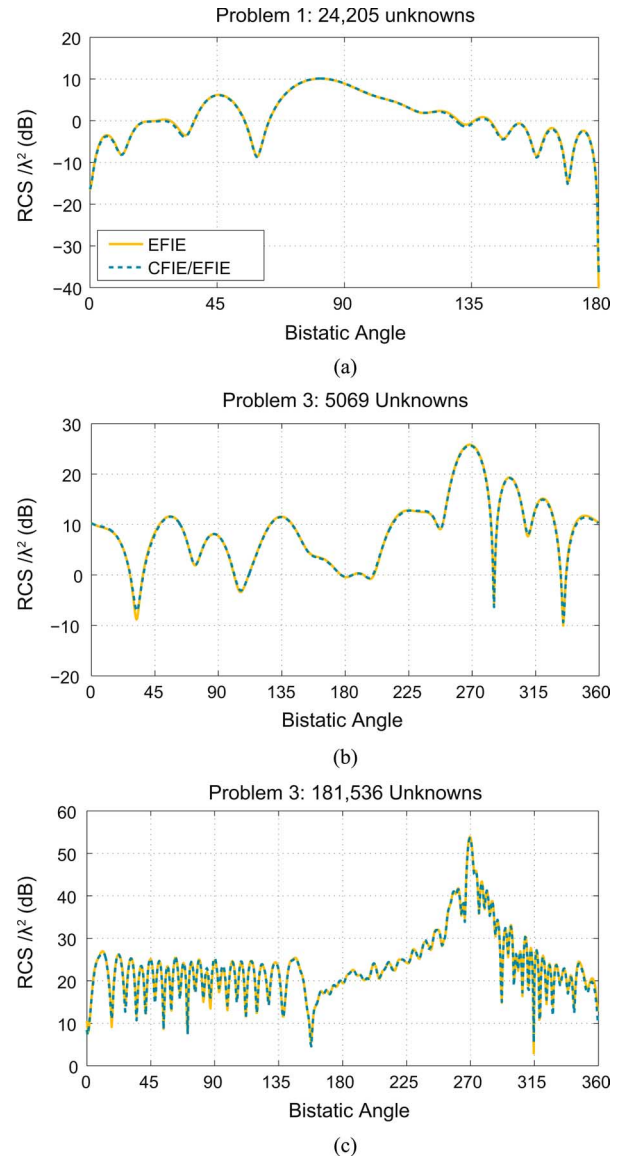 Problem 1: 24,205 unknowns
20
10
0
−10
−20
−30
−40
RCS /λ² (dB)
EFIE
CFIE/EFIE
0 45 90 135 180
Bistatic Angle
(a)
Problem 3: 5069 Unknowns
30
20
10
0
−10
−20
RCS /λ² (dB)
0 45 90 135 180 225 270 315 360
Bistatic Angle
(b)
Problem 3: 181,536 Unknowns
60
50
40
30
20
10
0
RCS /λ² (dB)
0 45 90 135 180 225 270 315 360
Bistatic Angle
(c)